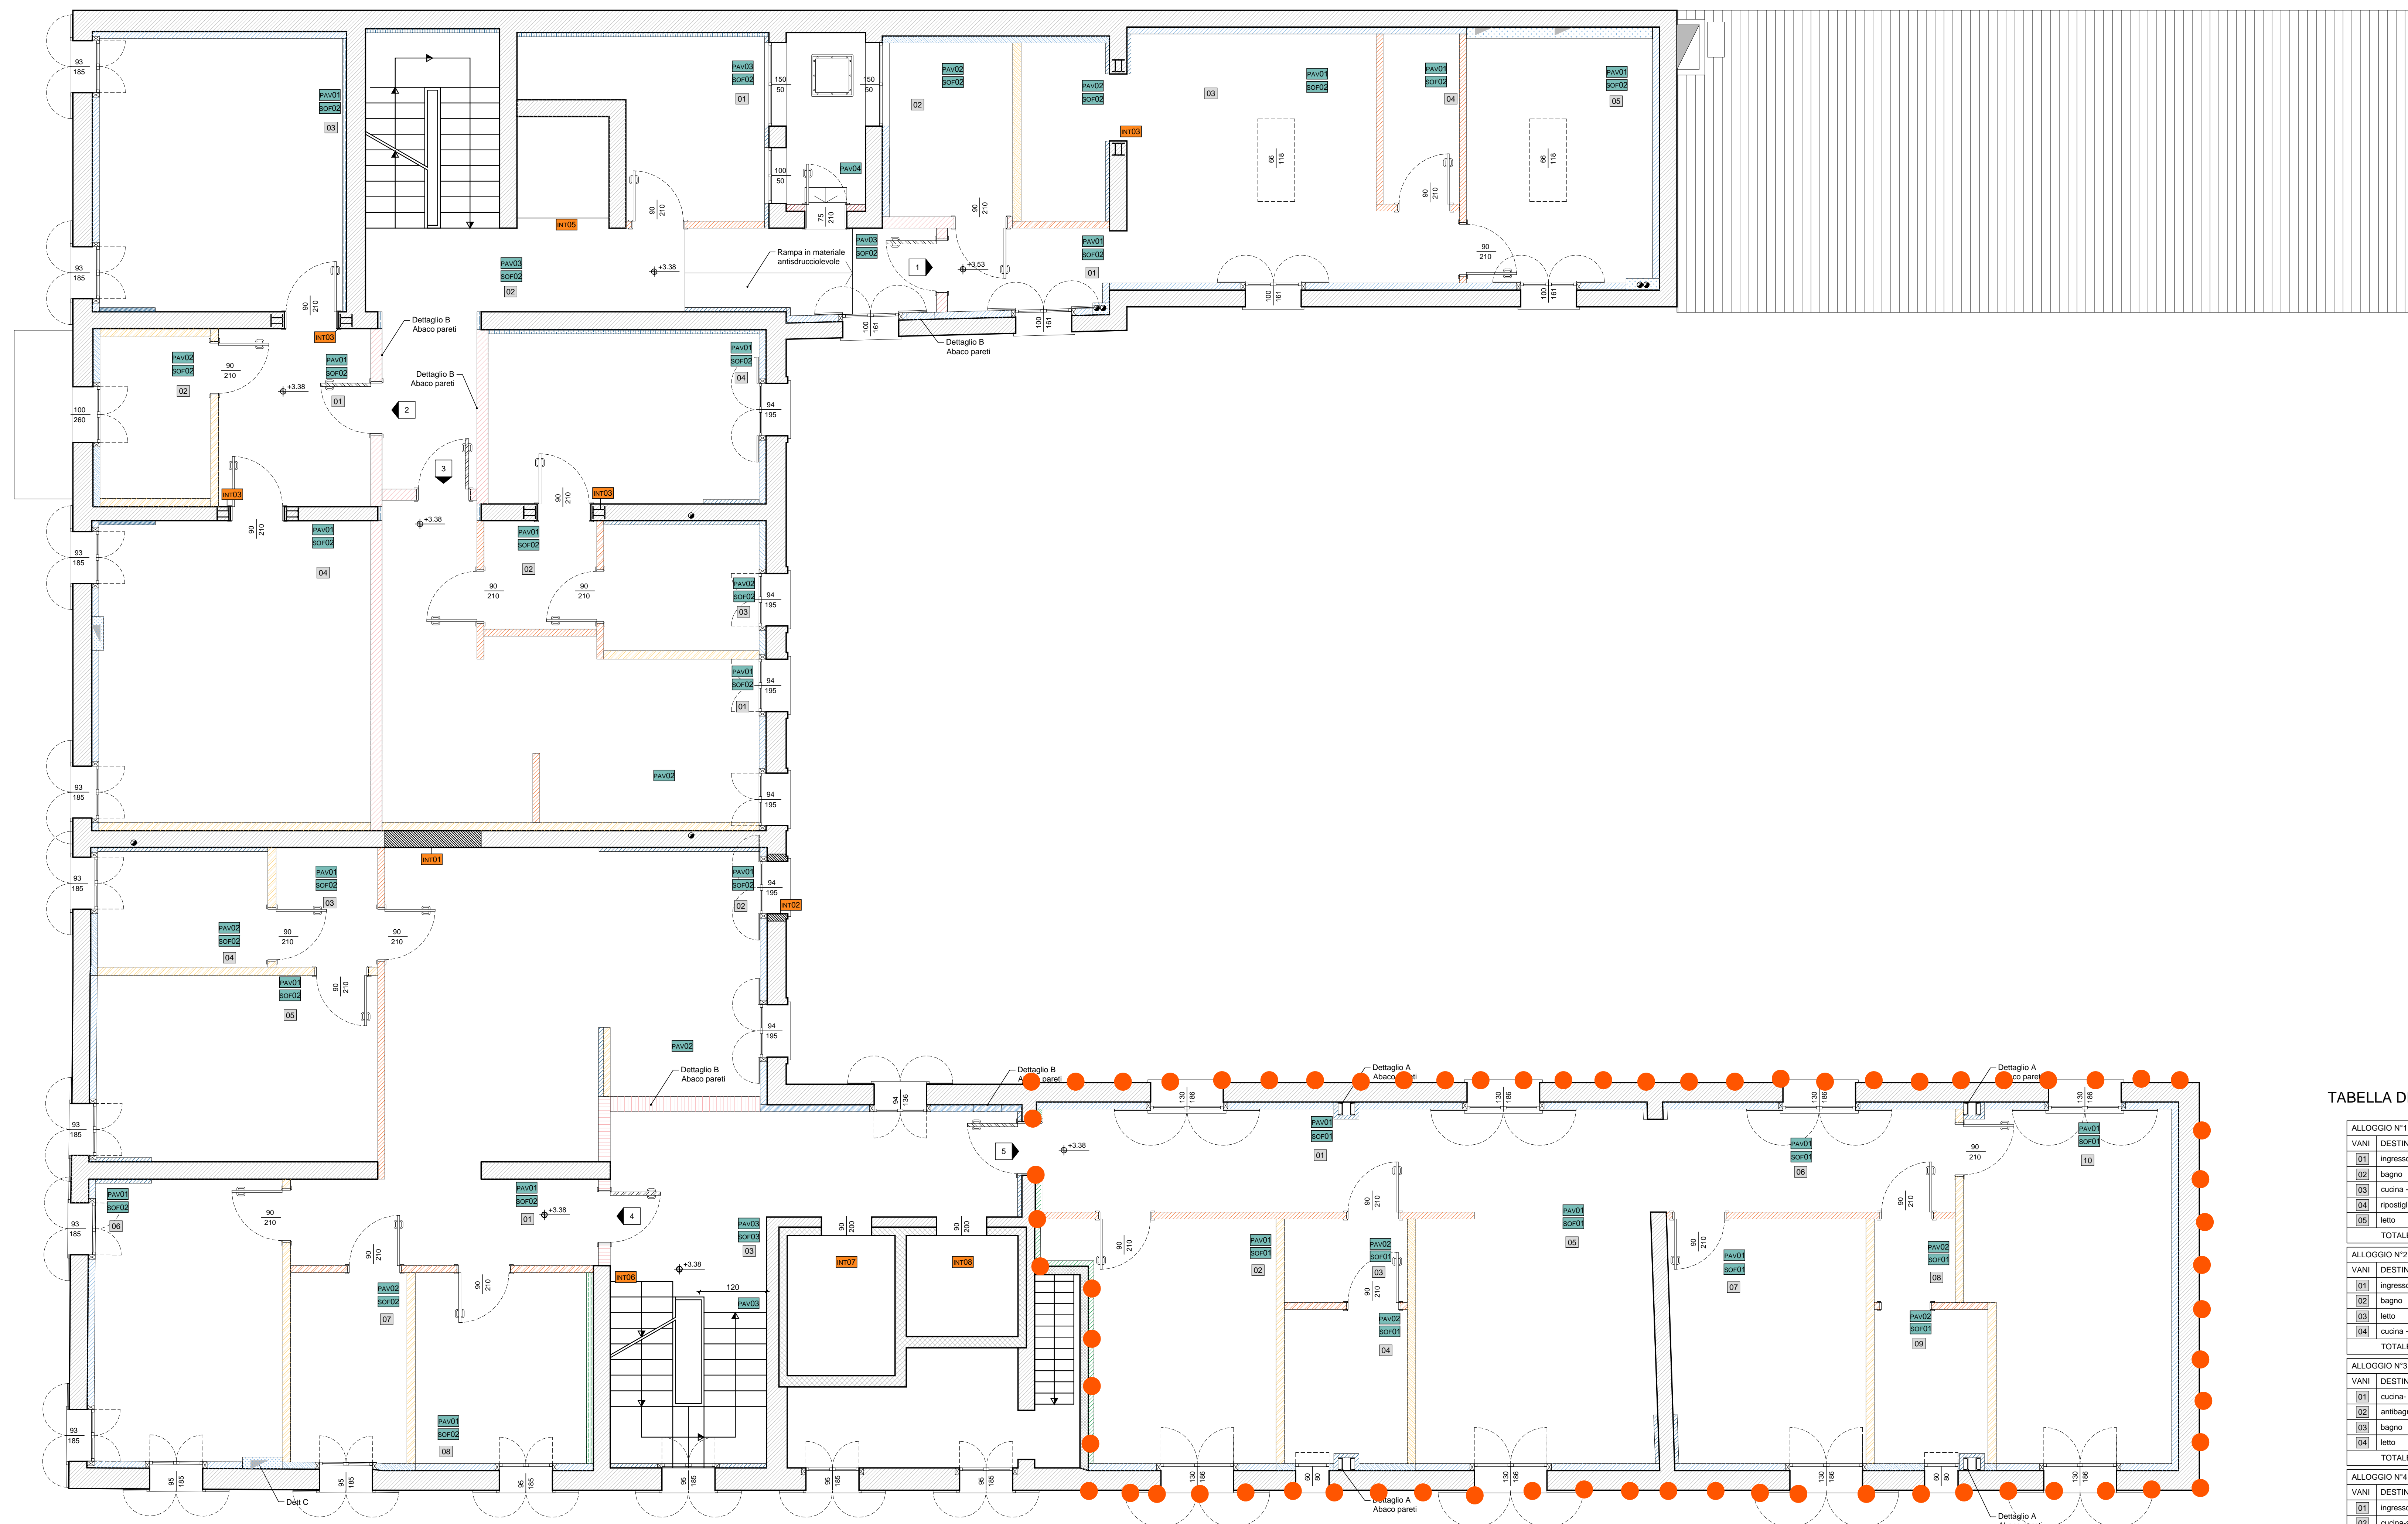 93
185
PAV01
SOF02
03
93
185
90
210
INT03
PAV03
SOF02
01
90
210
INT05
PAV03
SOF02
02
+3.38
Rampa in materiale
antisdrucciolevole
150
50
150
50
100
50
PAV04
75
210
PAV03
SOF02
1
+3.53
PAV02
SOF02
02
90
210
PAV02
SOF02
PAV01
SOF02
01
INT03
03
PAV01
SOF02
66
118
PAV01
SOF02
04
90
210
PAV01
SOF02
05
66
118
90
210
100
161
100
161
100
161
100
161
Dettaglio B
Abaco pareti
Dettaglio B
Abaco pareti
Dettaglio B
Abaco pareti
PAV02
SOF02
02
90
210
PAV01
SOF02
01
+3.38
2
100
260
3
PAV01
SOF02
04
94
195
INT03
90
210
INT03
90
210
93
185
PAV01
SOF02
04
+3.38
PAV01
SOF02
02
90
210
90
210
PAV02
SOF02
03
94
195
PAV01
SOF02
01
94
195
PAV02
94
195
93
185
INT01
93
185
PAV01
SOF02
03
PAV02
SOF02
04
90
210
90
210
PAV01
SOF02
02
94
195
INT02
PAV01
SOF02
05
90
210
94
195
PAV02
Dettaglio B
Abaco pareti
93
185
94
136
Dettaglio B
Dettaglio A
Dettaglio A
130
186
130
186
130
186
130
186
5
+3.38
PAV01
SOF01
01
PAV01
SOF01
06
90
210
PAV01
SOF01
10
PAV01
SOF02
06
93
185
90
210
PAV01
SOF02
01
+3.38
4
90
210
PAV02
SOF02
07
90
210
PAV01
SOF02
08
93
185
PAV03
SOF03
03
INT06
+3.38
120
PAV03
90
200
90
200
INT07
INT08
90
210
PAV01
SOF01
02
90
210
PAV02
SOF01
03
90
210
PAV02
SOF01
04
PAV01
SOF01
05
90
210
PAV01
SOF01
07
90
210
PAV02
SOF01
08
PAV02
SOF01
09
95
185
95
185
95
185
95
185
95
185
95
185
130
186
60
80
130
186
130
186
60
80
130
186
Dett C
Abaco pareti
Dettaglio A
TABELLA D
ALLOGGIO N°1
VANI DESTIN
01 ingress
02 bagno
03 cucina -
04 ripostigl
05 letto
TOTALE
ALLOGGIO N°2
VANI DESTIN
01 ingress
02 bagno
03 letto
04 cucina -
TOTALE
ALLOGGIO N°3
VANI DESTIN
01 cucina-
02 antibagn
03 bagno
04 letto
TOTALE
ALLOGGIO N°4
VANI DESTIN
01 ingress